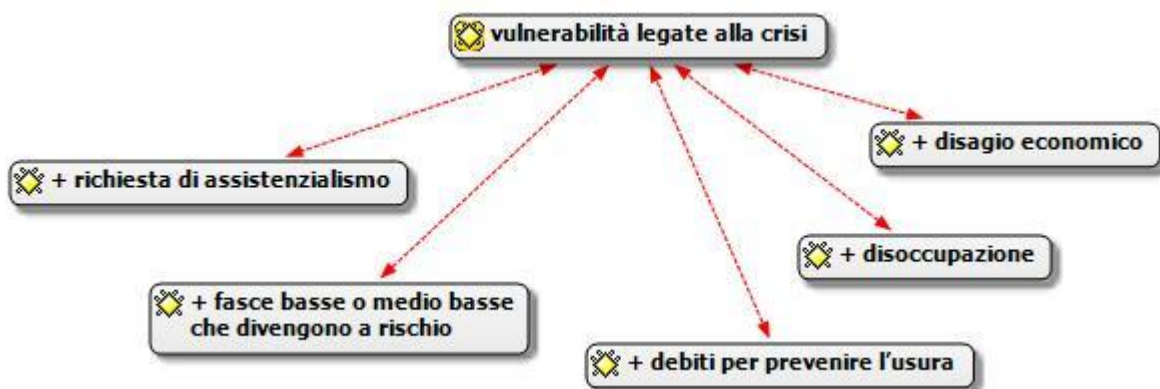 vulnerabilità legate alla crisi
+ disagio economico
+ richiesta di assistenzialismo
+ disoccupazione
+ fasce basse o medio basse
che divengono a rischio
+ debiti per prevenire l'usura